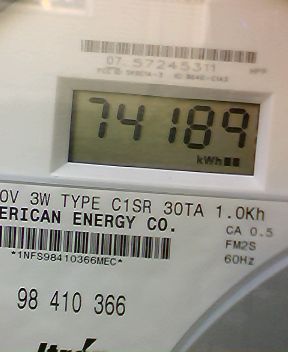 07 57245311
74189
kWh
0V 3W TYPE C1SR 30TA 1.0Kh
ERICAN ENERGY CO.
CA 0.5
FM2S
*1NFS98410366MEC*
60Hz
98 410 366
Itron